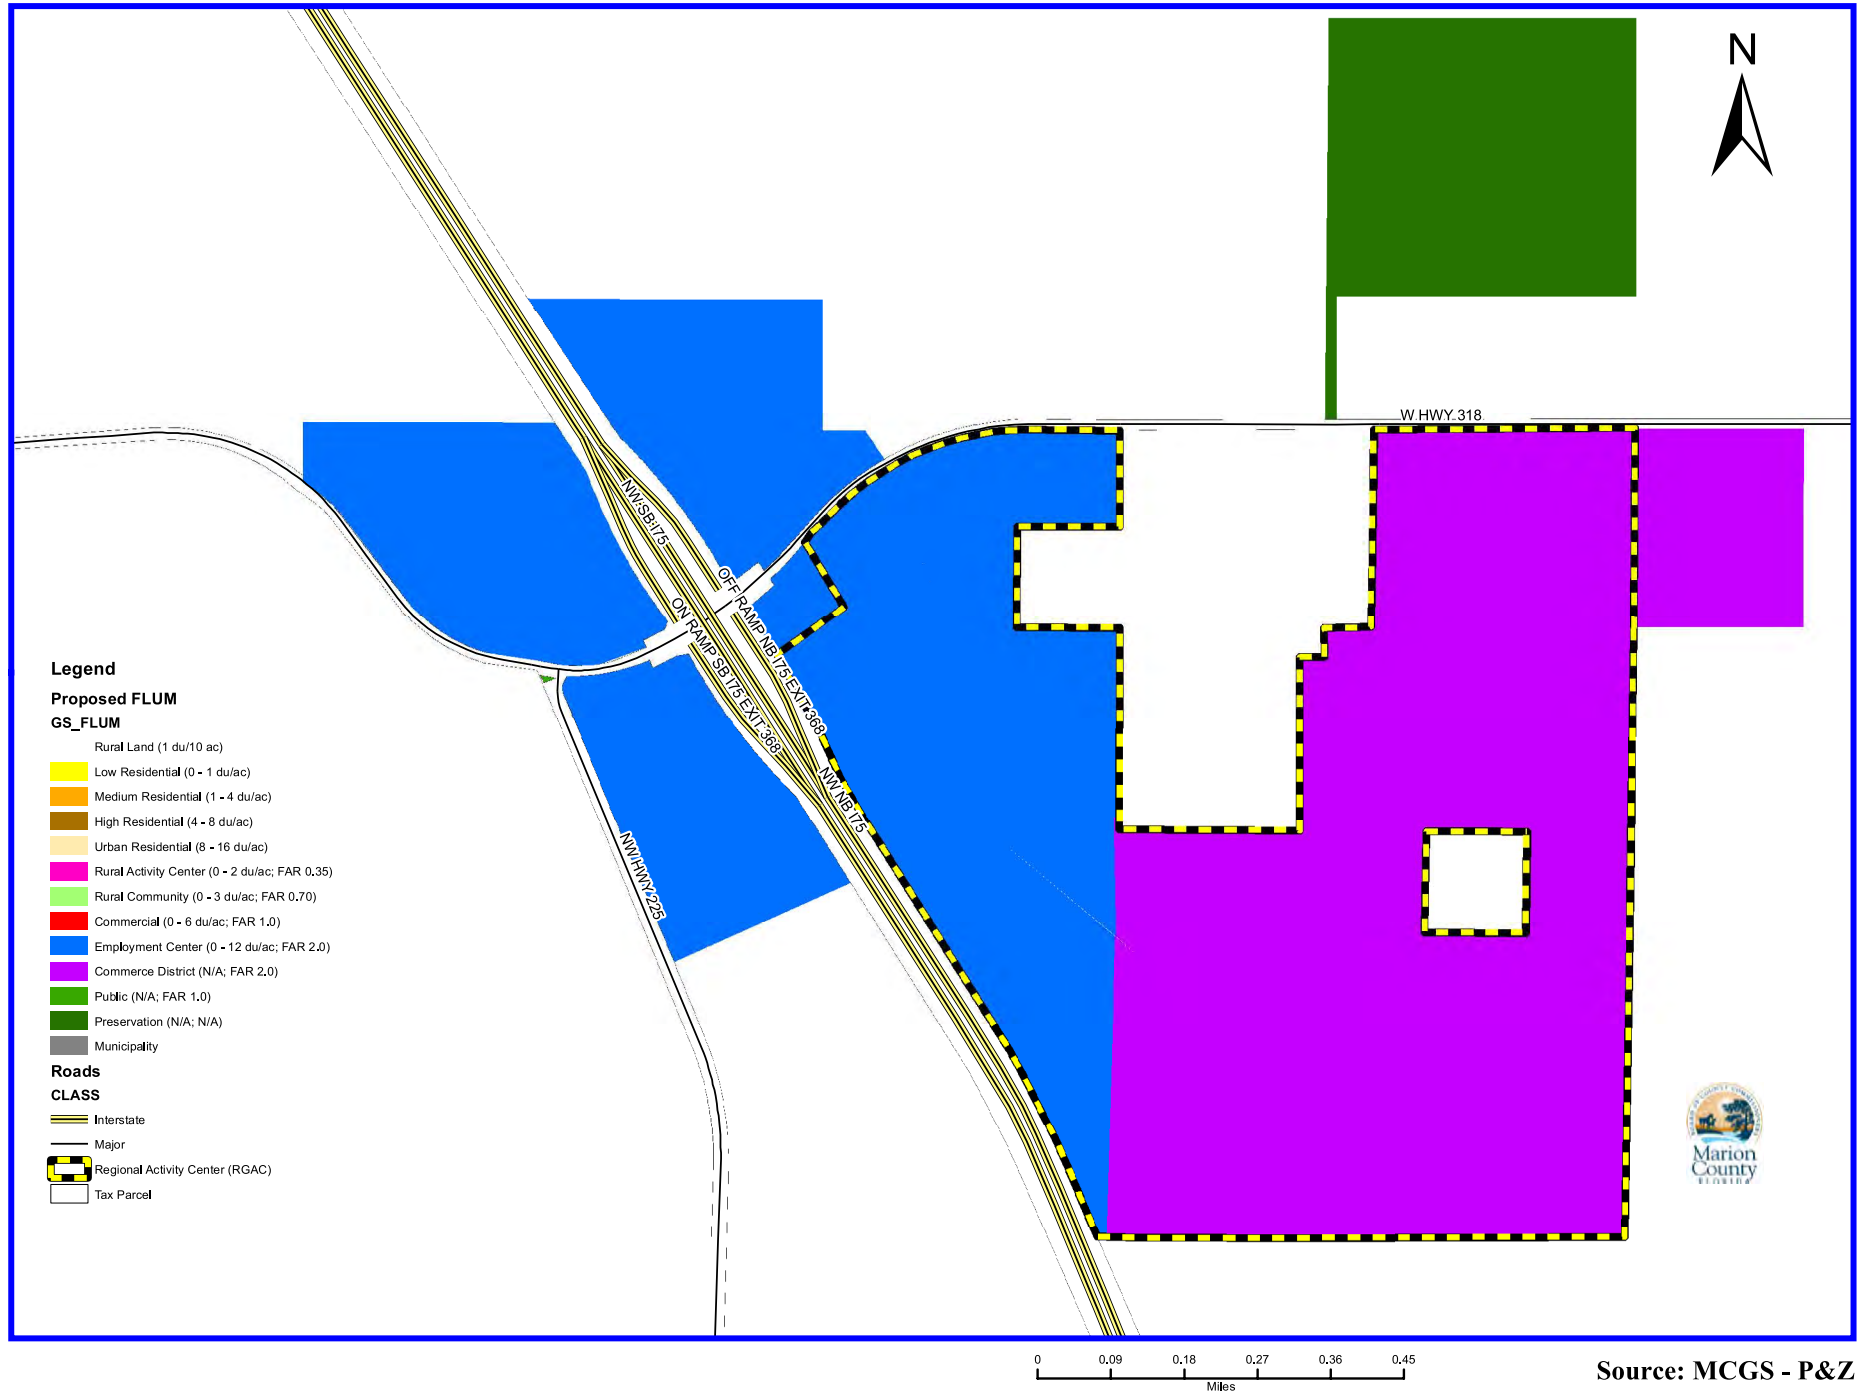 N
W HWY 318
NW SB I75
OFF RAMP NB I75 EXIT 368
ON RAMP SB I75 EXIT 368
NW NB I75
NW HWY 225
Legend
Proposed FLUM
GS_FLUM
Rural Land (1 du/10 ac)
Low Residential (0 - 1 du/ac)
Medium Residential (1 - 4 du/ac)
High Residential (4 - 8 du/ac)
Urban Residential (8 - 16 du/ac)
Rural Activity Center (0 - 2 du/ac; FAR 0.35)
Rural Community (0 - 3 du/ac; FAR 0.70)
Commercial (0 - 6 du/ac; FAR 1.0)
Employment Center (0 - 12 du/ac; FAR 2.0)
Commerce District (N/A; FAR 2.0)
Public (N/A; FAR 1.0)
Preservation (N/A; N/A)
Municipality
Roads
CLASS
Interstate
Major
Regional Activity Center (RGAC)
Tax Parcel
Marion
County
FLORIDA
0 0.09 0.18 0.27 0.36 0.45
Miles
Source: MCGS - P&Z